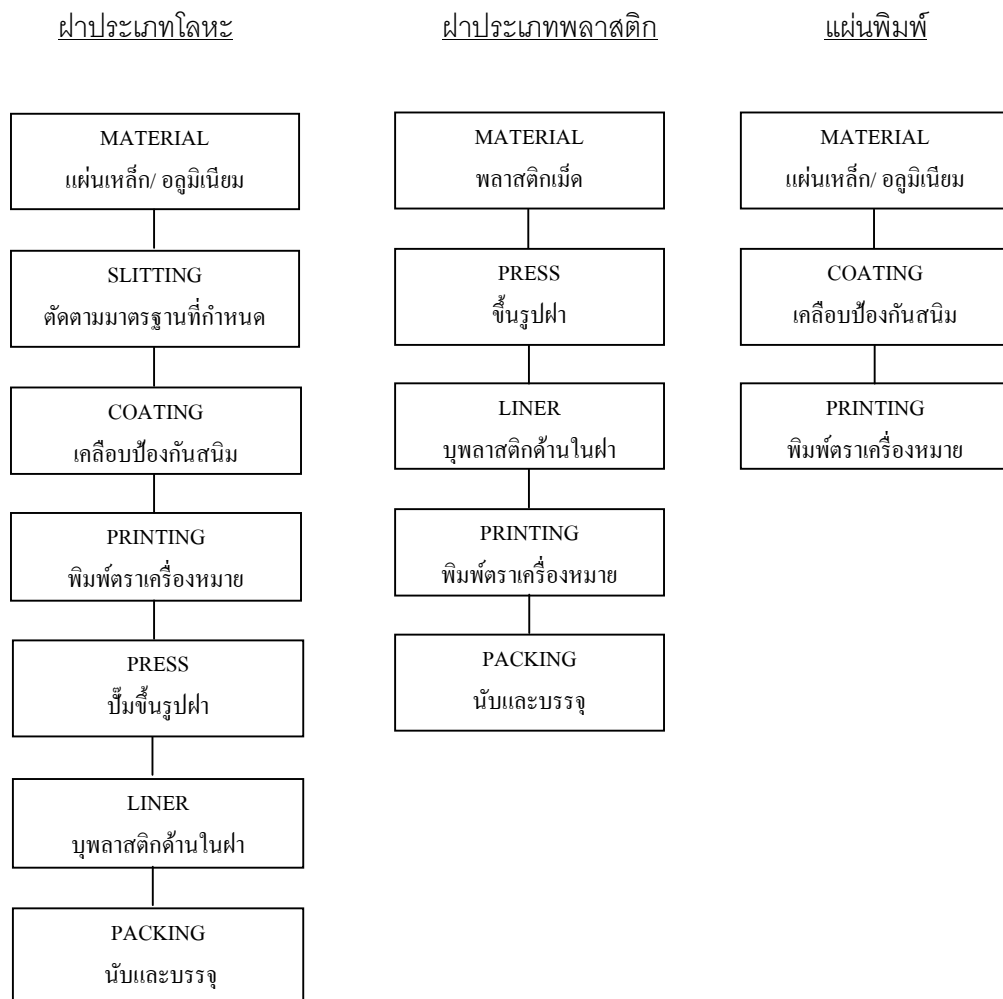 ฝาประเภทโลหะ
MATERIAL
แผ่นเหล็ก/ อลูมิเนียม
SLITTING
ตัดตามมาตรฐานที่กำหนด
COATING
เคลือบป้องกันสนิม
PRINTING
พิมพ์ตราเครื่องหมาย
PRESS
ปั๊มขึ้นรูปฝา
LINER
บุพลาสติกด้านในฝา
PACKING
นับและบรรจุ
ฝาประเภทพลาสติก
MATERIAL
พลาสติกเม็ด
PRESS
ขึ้นรูปฝา
LINER
บุพลาสติกด้านในฝา
PRINTING
พิมพ์ตราเครื่องหมาย
PACKING
นับและบรรจุ
แผ่นพิมพ์
MATERIAL
แผ่นเหล็ก/ อลูมิเนียม
COATING
เคลือบป้องกันสนิม
PRINTING
พิมพ์ตราเครื่องหมาย